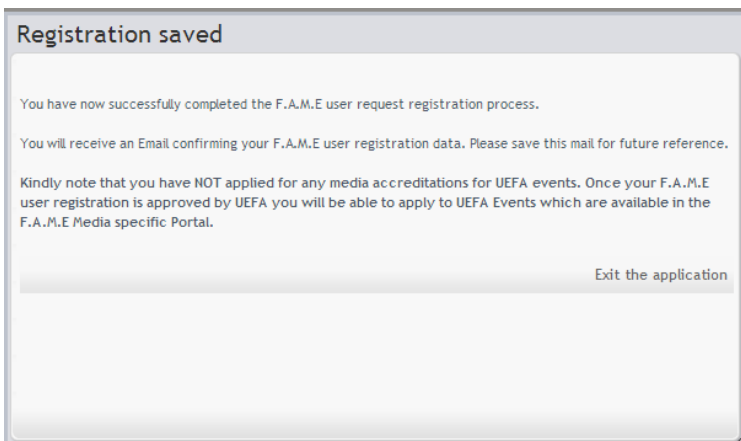 Registration saved
You have now successfully completed the F.A.M.E user request registration process.
You will receive an Email confirming your F.A.M.E user registration data. Please save this mail for future reference.
Kindly note that you have NOT applied for any media accreditations for UEFA events. Once your F.A.M.E
user registration is approved by UEFA you will be able to apply to UEFA Events which are available in the
F.A.M.E Media specific Portal.
Exit the application